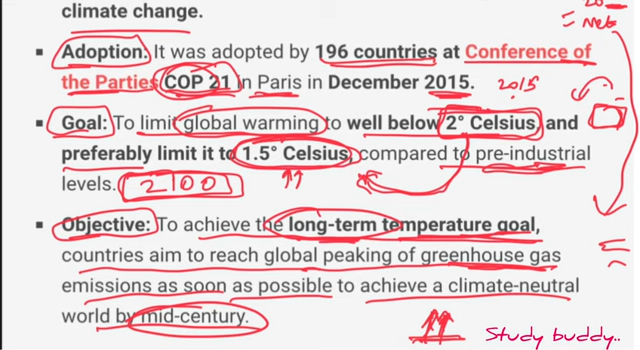 climate change.
20
= Net
▪ Adoption: It was adopted by 196 countries at Conference of
the Parties COP 21 in Paris in December 2015.
2015
▪ Goal: To limit global warming to well below 2° Celsius, and
preferably limit it to 1.5° Celsius, compared to pre-industrial
levels. 2100
▪ Objective: To achieve the long-term temperature goal,
countries aim to reach global peaking of greenhouse gas
emissions as soon as possible to achieve a climate-neutral
world by mid-century.
Study buddy..